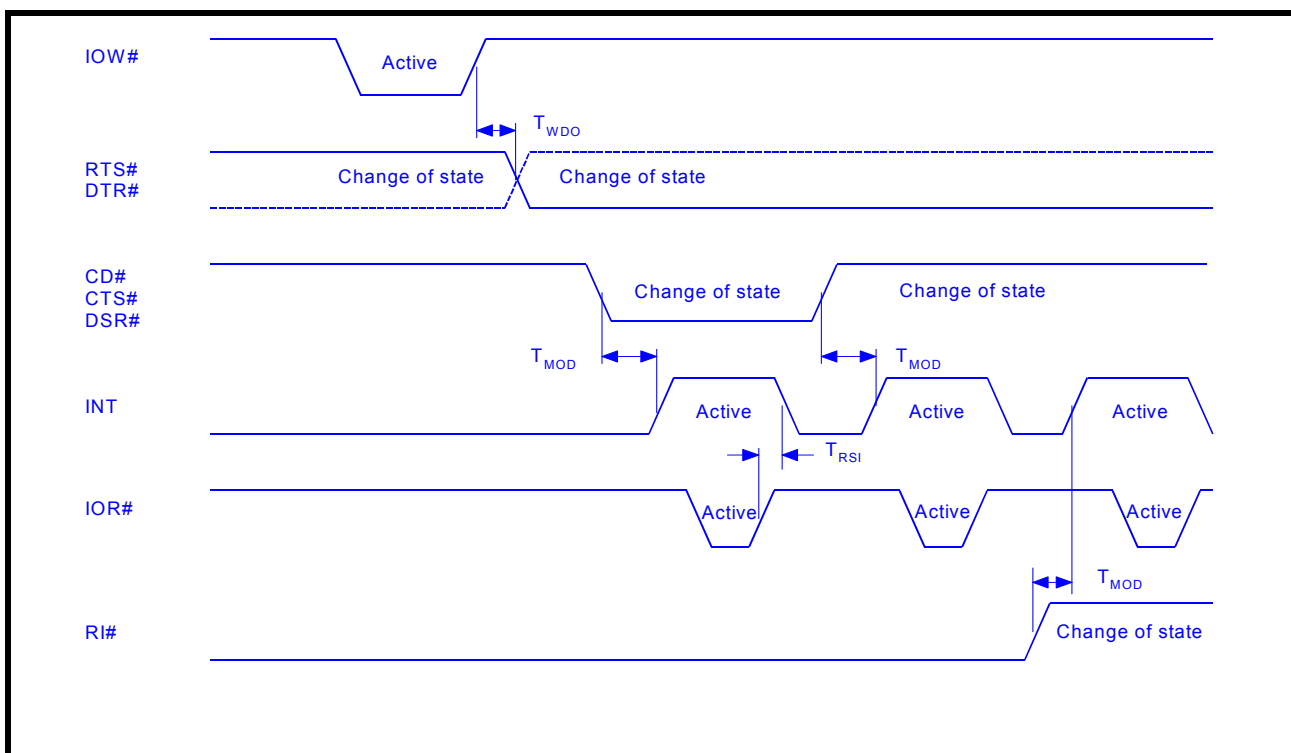 IOW#
Active
TWDO
RTS#
DTR#
Change of state
Change of state
CD#
CTS#
DSR#
Change of state
Change of state
TMOD
TMOD
INT
Active
Active
Active
TRSI
IOR#
Active
Active
Active
TMOD
RI#
Change of state